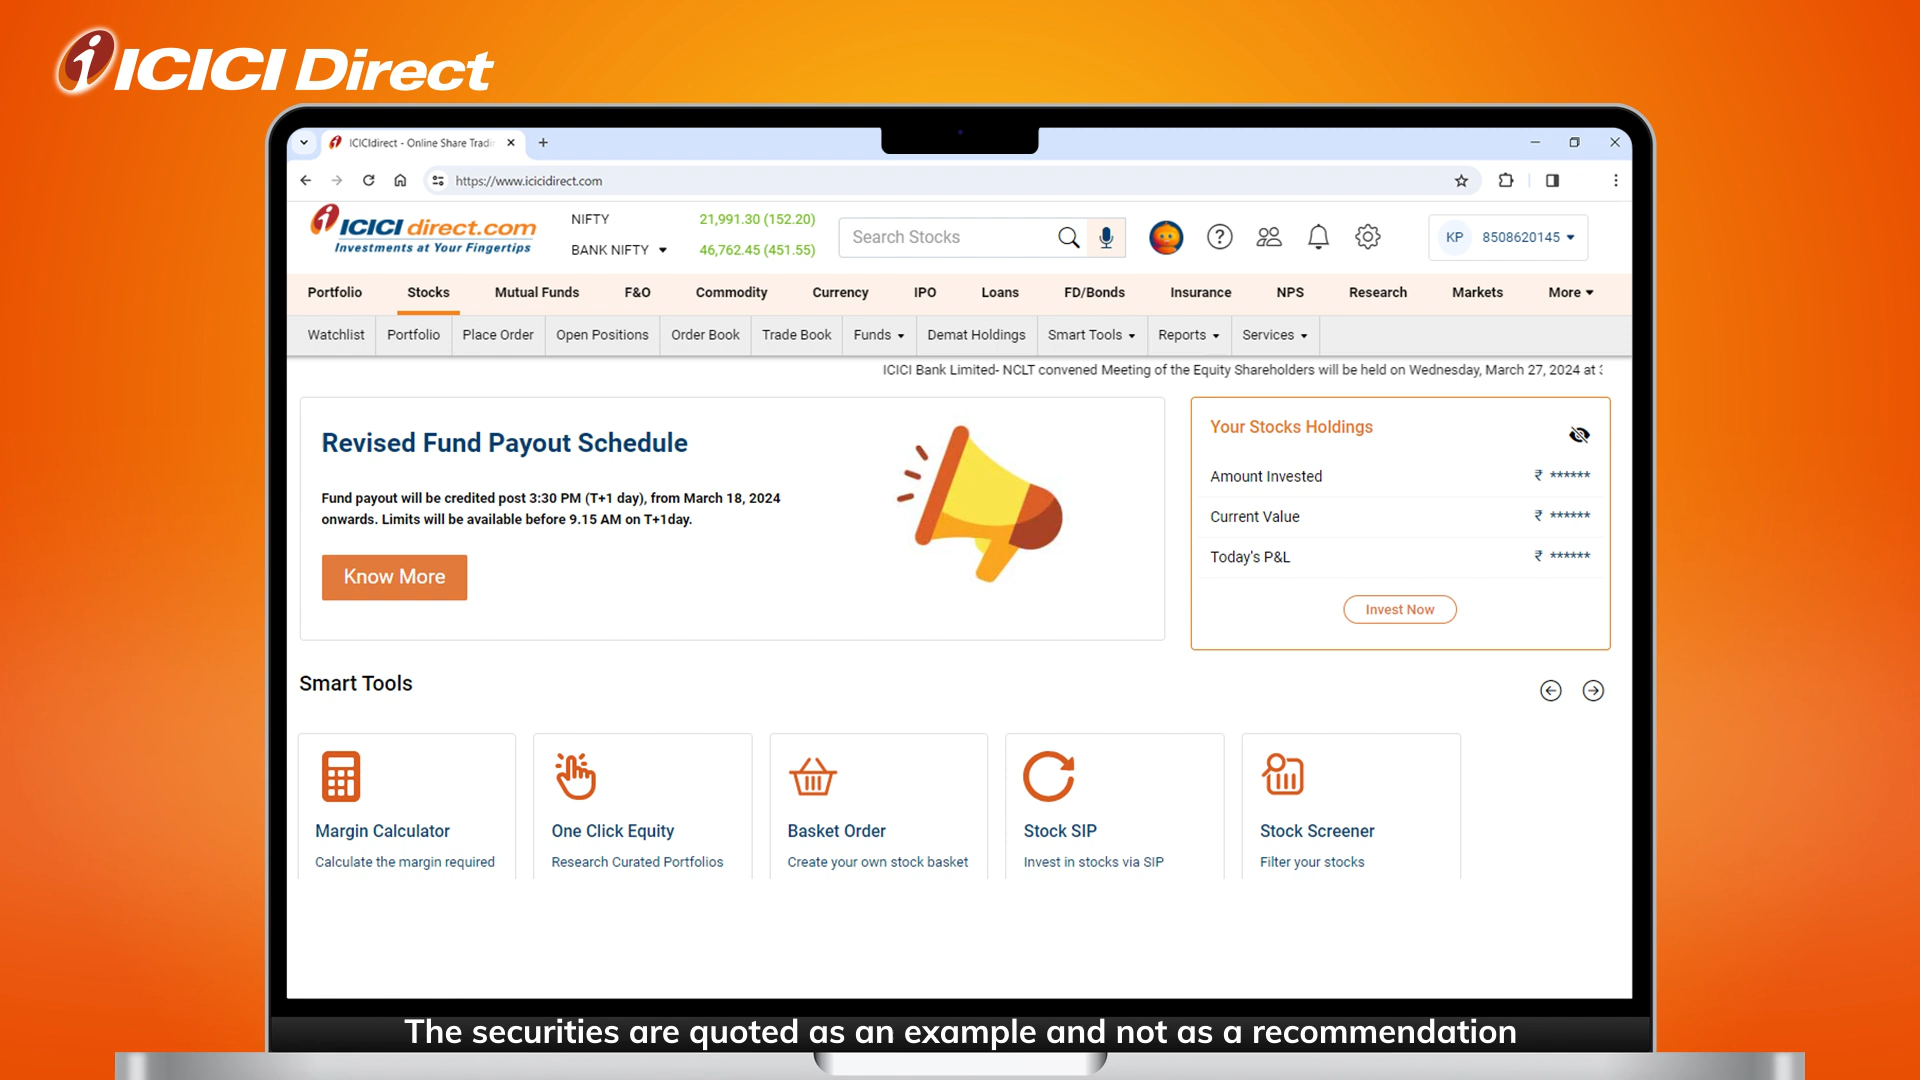 ICICI Direct
ICICIdirect - Online Share Tradi
https://www.icicidirect.com
ICICI direct.com
Investments at Your Fingertips
NIFTY 21,991.30 (152.20)
BANK NIFTY 46,762.45 (451.55)
Search Stocks
KP 8508620145
Portfolio Stocks Mutual Funds F&O Commodity Currency IPO Loans FD/Bonds Insurance NPS Research Markets More
Watchlist Portfolio Place Order Open Positions Order Book Trade Book Funds Demat Holdings Smart Tools Reports Services
ICICI Bank Limited- NCLT convened Meeting of the Equity Shareholders will be held on Wednesday, March 27, 2024 at
Revised Fund Payout Schedule
Fund payout will be credited post 3:30 PM (T+1 day), from March 18, 2024
onwards. Limits will be available before 9.15 AM on T+1day.
Know More
Your Stocks Holdings
Amount Invested ₹ ******
Current Value ₹ ******
Today's P&L ₹ ******
Invest Now
Smart Tools
Margin Calculator
Calculate the margin required
One Click Equity
Research Curated Portfolios
Basket Order
Create your own stock basket
Stock SIP
Invest in stocks via SIP
Stock Screener
Filter your stocks
The securities are quoted as an example and not as a recommendation